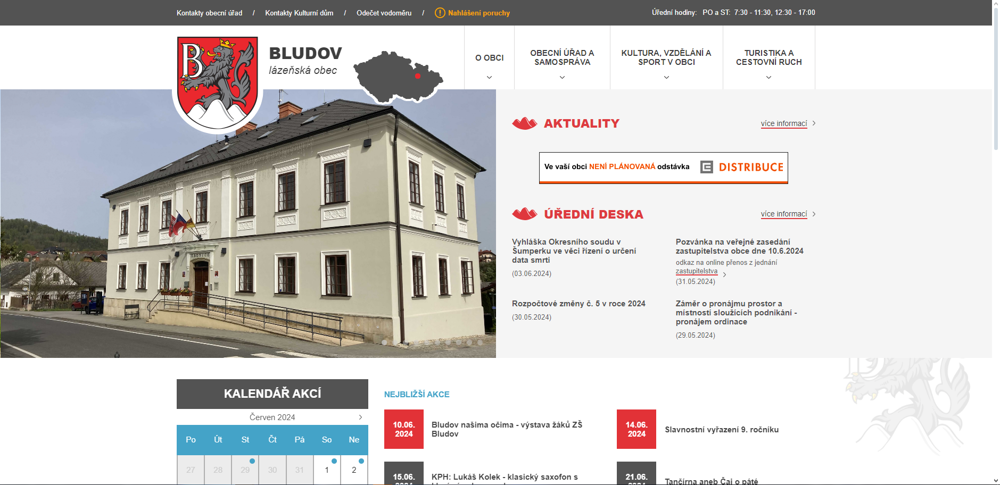 Kontakty obecní úřad / Kontakty Kulturní dům / Odečet vodoměru / Nahlášení poruchy
Úřední hodiny: PO a ST: 7:30 - 11:30, 12:30 - 17:00
B
BLUDOV
lázeňská obec
O OBCI
OBECNÍ ÚŘAD A
SAMOSPRÁVA
KULTURA, VZDĚLÁNÍ A
SPORT V OBCI
TURISTIKA A
CESTOVNÍ RUCH
RADNICE
AKTUALITY
více informací
Ve vaší obci NENÍ PLÁNOVANÁ odstávka
DISTRIBUCE
ÚŘEDNÍ DESKA
více informací
Vyhláška Okresního soudu v
Šumperku ve věci řízení o určení
data smrti
(03.06.2024)
Pozvánka na veřejné zasedání
zastupitelstva obce dne 10.6.2024
odkaz na online přenos z jednání
zastupitelstva
(31.05.2024)
Rozpočtové změny č. 5 v roce 2024
(30.05.2024)
Záměr o pronájmu prostor a
místností sloužících podnikání -
pronájem ordinace
(29.05.2024)
KALENDÁŘ AKCÍ
Červen 2024
Po Út St Čt Pá So Ne
27 28 29 30 31 1 2
NEJBLIŽŠÍ AKCE
10.06.
2024
Bludov našima očima - výstava žáků ZŠ
Bludov
14.06.
2024
Slavnostní vyřazení 9. ročníku
15.06.
2024
KPH: Lukáš Kolek - klasický saxofon s
21.06.
2024
Tančírna aneb Čaj o páté